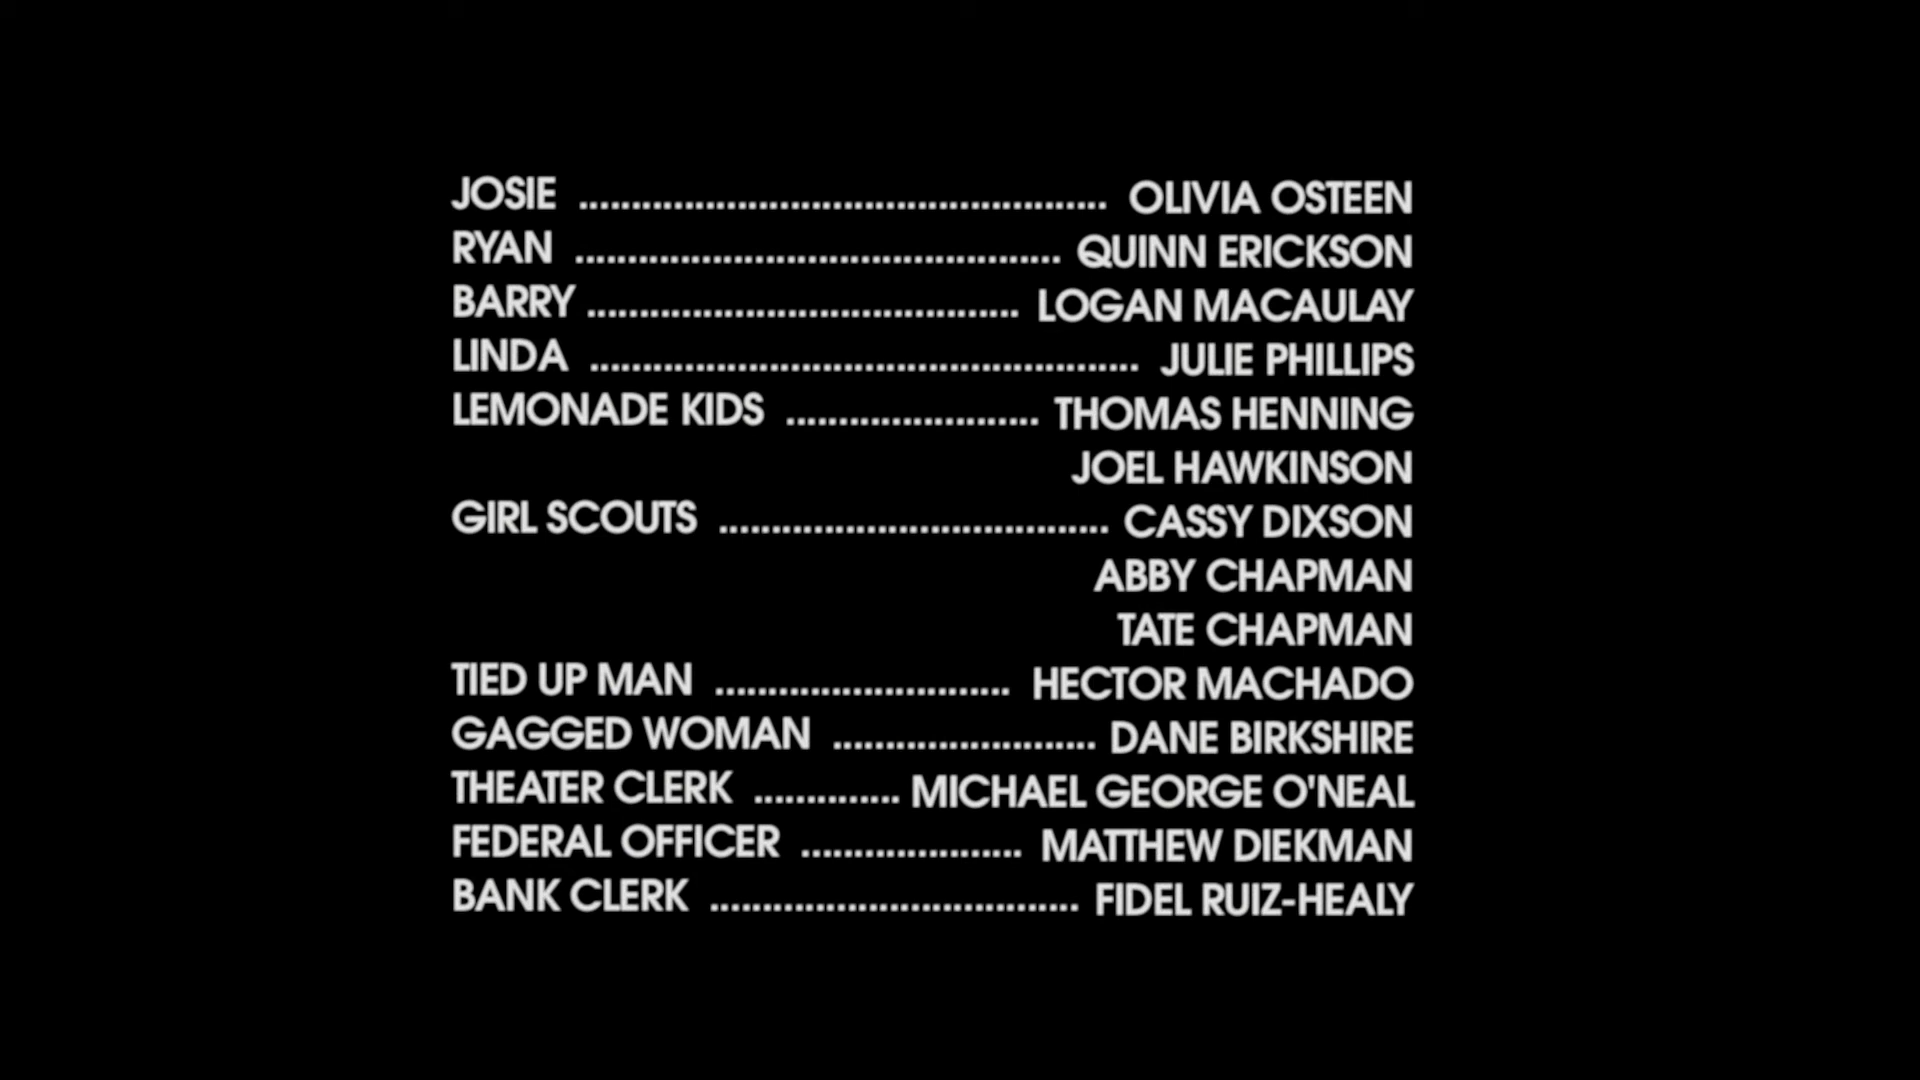 JOSIE .................................................. OLIVIA OSTEEN
RYAN .............................................. QUINN ERICKSON
BARRY ......................................... LOGAN MACAULAY
LINDA .................................................... JULIE PHILLIPS
LEMONADE KIDS ........................ THOMAS HENNING
JOEL HAWKINSON
GIRL SCOUTS ..................................... CASSY DIXSON
ABBY CHAPMAN
TATE CHAPMAN
TIED UP MAN ............................ HECTOR MACHADO
GAGGED WOMAN ......................... DANE BIRKSHIRE
THEATER CLERK .............. MICHAEL GEORGE O'NEAL
FEDERAL OFFICER ..................... MATTHEW DIEKMAN
BANK CLERK ................................... FIDEL RUIZ-HEALY